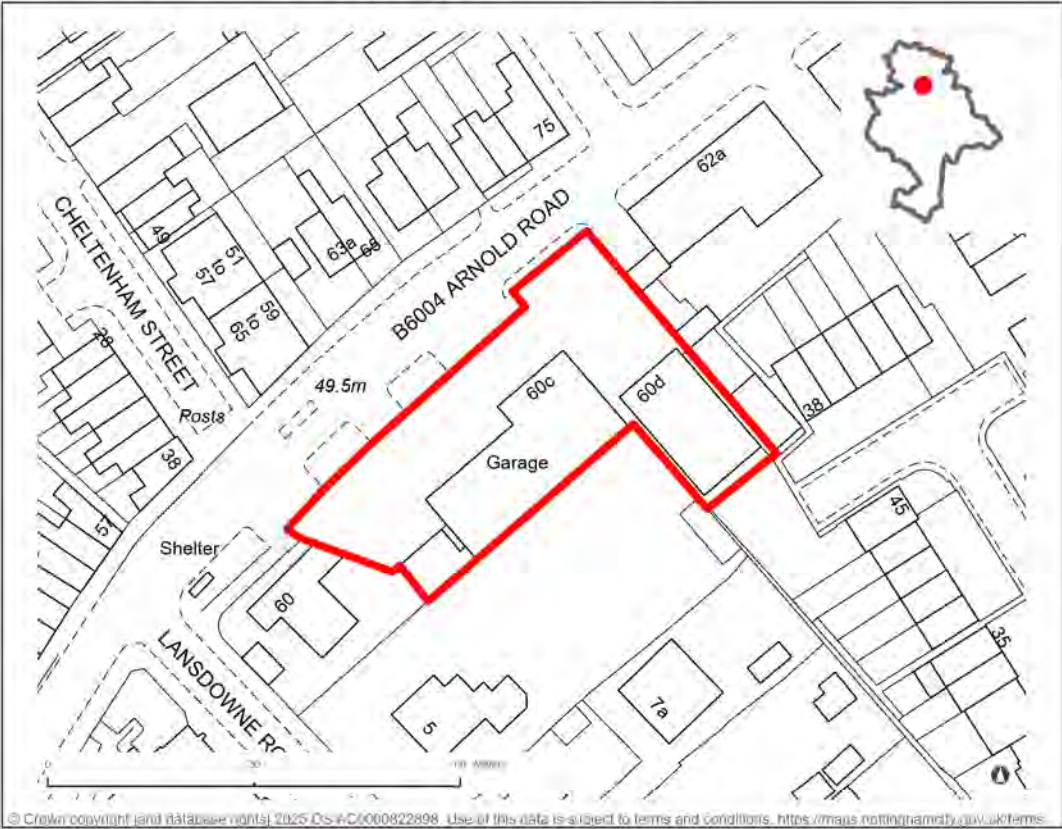 75
62a
CHELTENHAM STREET
49
51
to
57
63a
B6004 ARNOLD ROAD
59
to
65
28
49.5m
60c
60d
38
Posts
38
Garage
45
57
Shelter
60
35
LANSDOWNE RO
7a
5
0
© Crown copyright and database rights 2025 OS AC0000822898. Use of this data is subject to terms and conditions. https://maps.nottinghamcity.gov.uk/terms